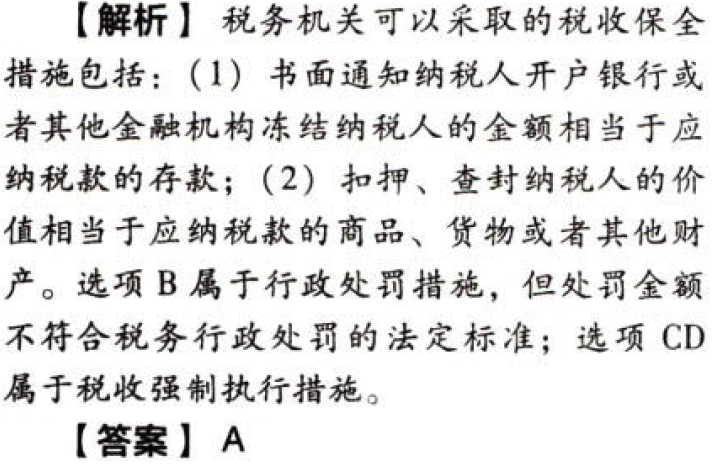 【解析】 税务机关可以采取的税收保全
措施包括：（1） 书面通知纳税人开户银行或
者其他金融机构冻结纳税人的金额相当于应
纳税款的存款；（2） 扣押、查封纳税人的价
值相当于应纳税款的商品、货物或者其他财
产。选项 B 属于行政处罚措施，但处罚金额
不符合税务行政处罚的法定标准；选项 CD
属于税收强制执行措施。
【答案】 A